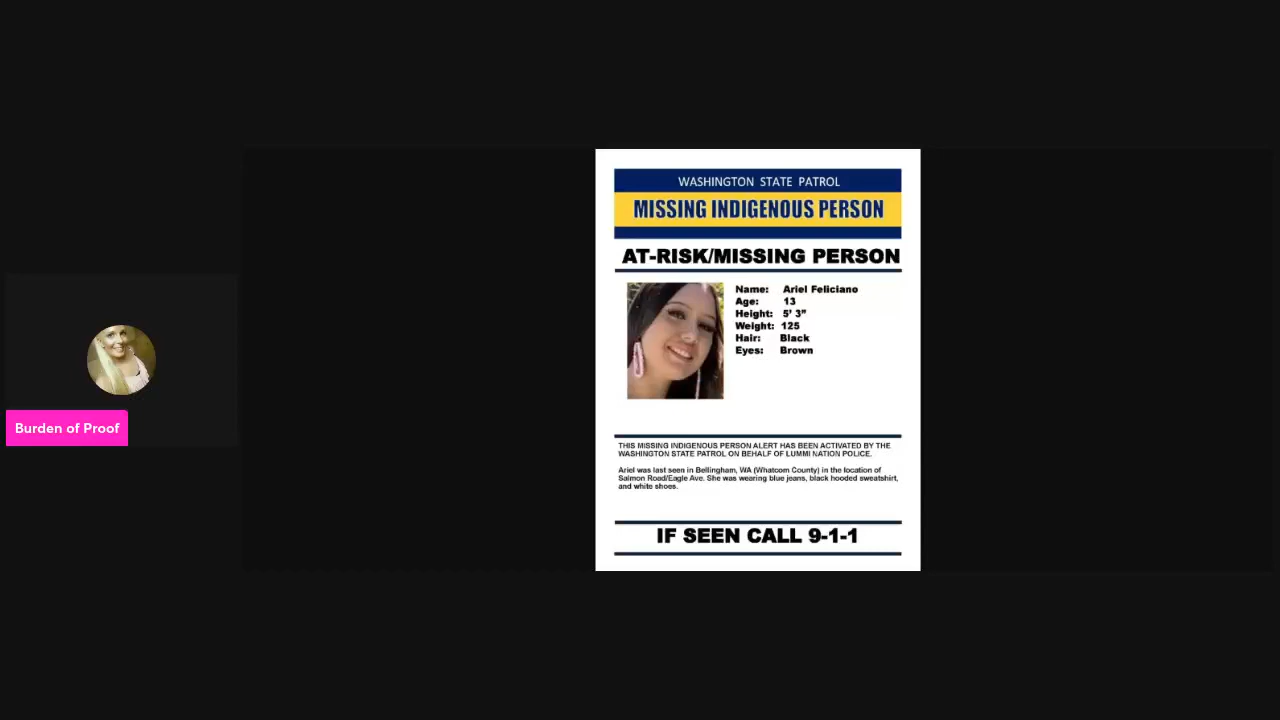 WASHINGTON STATE PATROL
MISSING INDIGENOUS PERSON
AT-RISK/MISSING PERSON
Name: Ariel Feliciano
Age: 13
Height: 5' 3"
Weight: 125
Hair: Black
Eyes: Brown
THIS MISSING INDIGENOUS PERSON ALERT HAS BEEN ACTIVATED BY THE
WASHINGTON STATE PATROL ON BEHALF OF LUMMI NATION POLICE.
Ariel was last seen in Bellingham, WA (Whatcom County) in the location of
Salmon Road/Eagle Ave. She was wearing blue jeans, black hooded sweatshirt,
and white shoes.
IF SEEN CALL 9-1-1
Burden of Proof